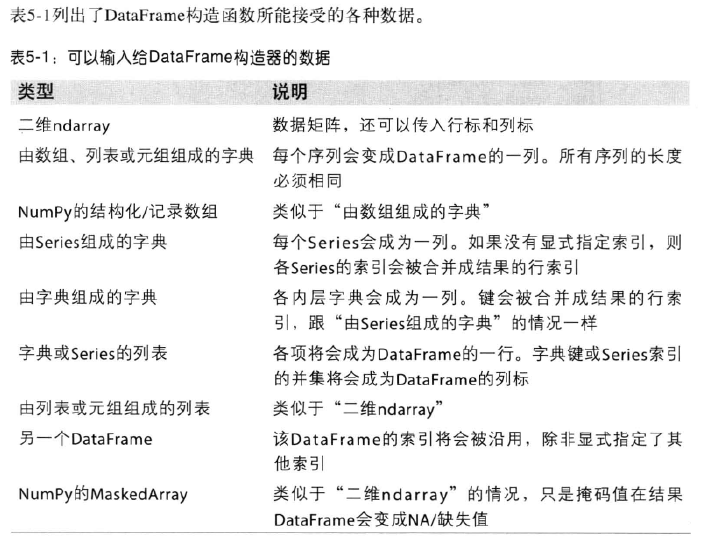 表5-1列出了DataFrame构造函数所能接受的各种数据。
表5-1：可以输入给DataFrame构造器的数据
类型 说明
二维ndarray 数据矩阵，还可以传入行标和列标
由数组、列表或元组组成的字典 每个序列会变成DataFrame的一列。所有序列的长度
必须相同
NumPy的结构化/记录数组 类似于“由数组组成的字典”
由Series组成的字典 每个Series会成为一列。如果没有显式指定索引，则
各Series的索引会被合并成结果的行索引
由字典组成的字典 各内层字典会成为一列。键会被合并成结果的行索
引，跟“由Series组成的字典”的情况一样
字典或Series的列表 各项将会成为DataFrame的一行。字典键或Series索引
的并集将会成为DataFrame的列标
由列表或元组组成的列表 类似于“二维ndarray”
另一个DataFrame 该DataFrame的索引将会被沿用，除非显式指定了其
他索引
NumPy的MaskedArray 类似于“二维ndarray”的情况，只是掩码值在结果
DataFrame会变成NA/缺失值